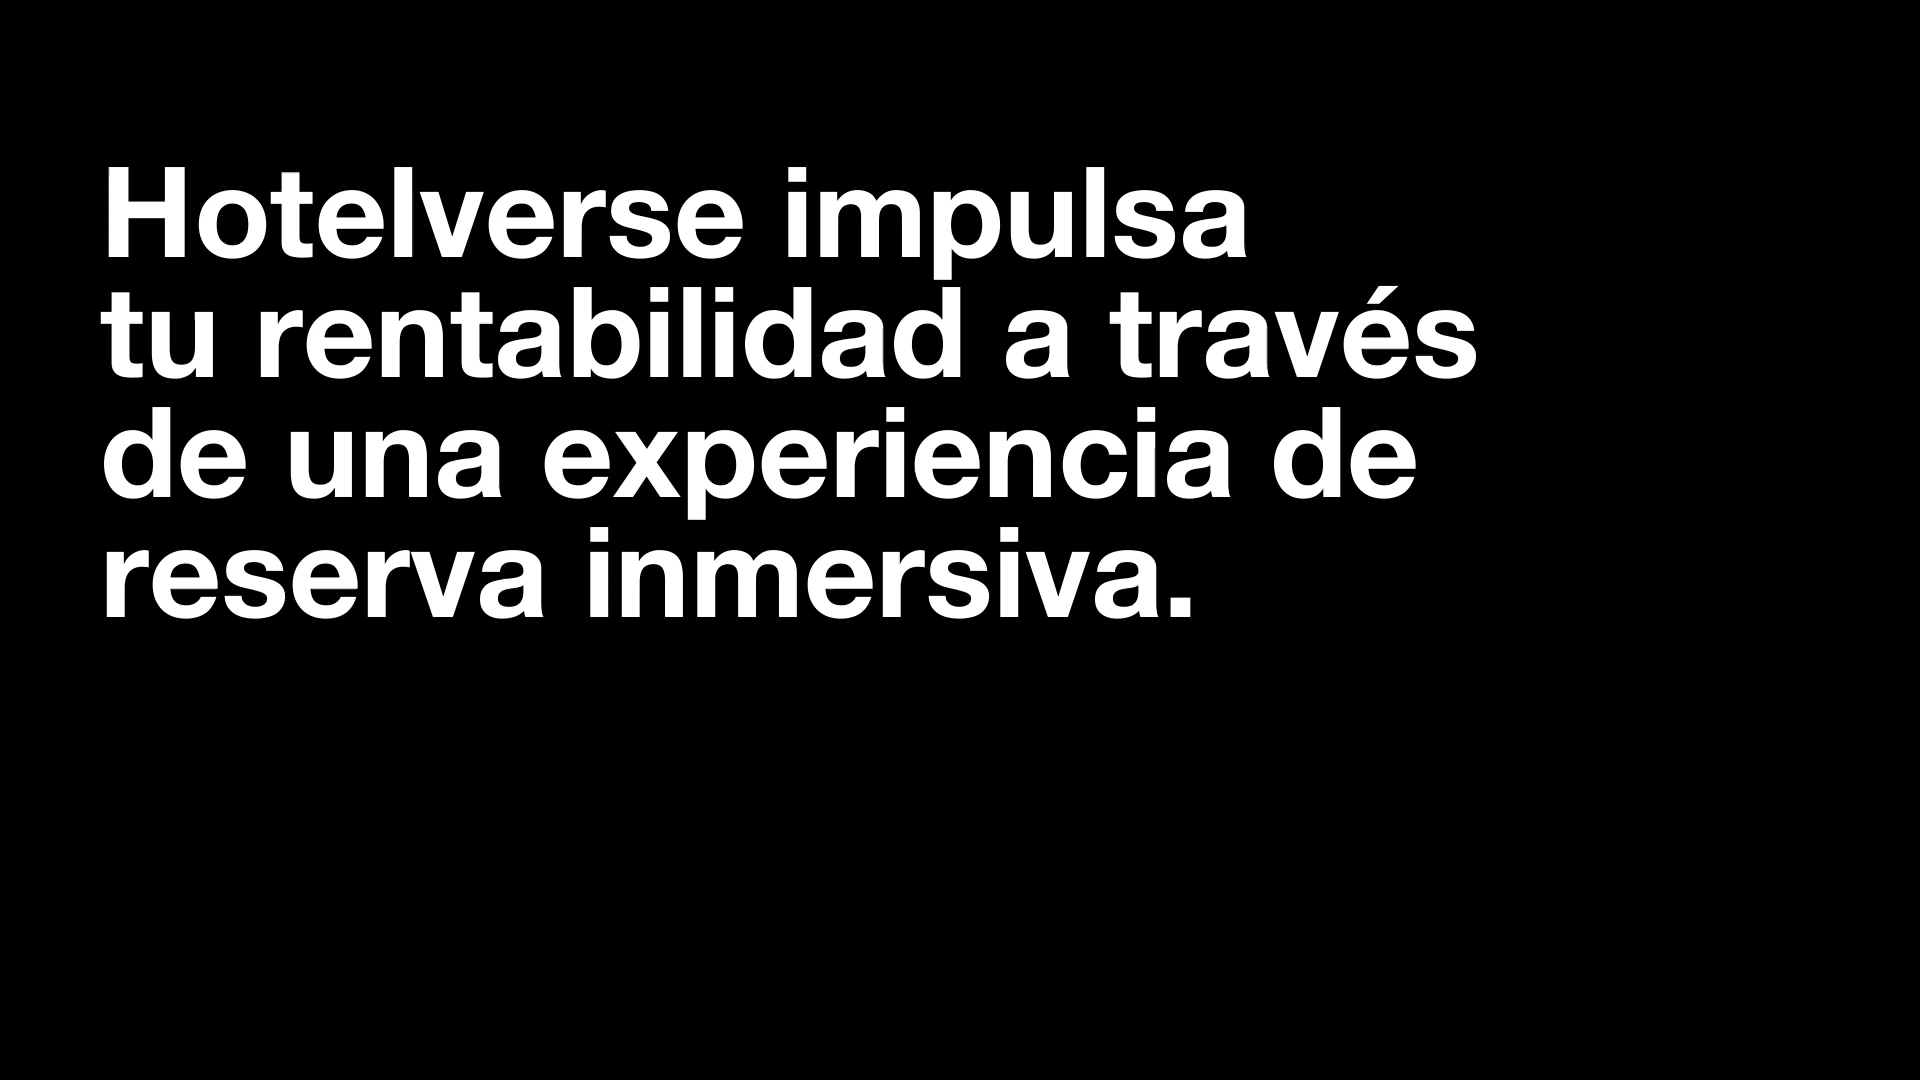 Hotelverse impulsa
tu rentabilidad a través
de una experiencia de
reserva inmersiva.